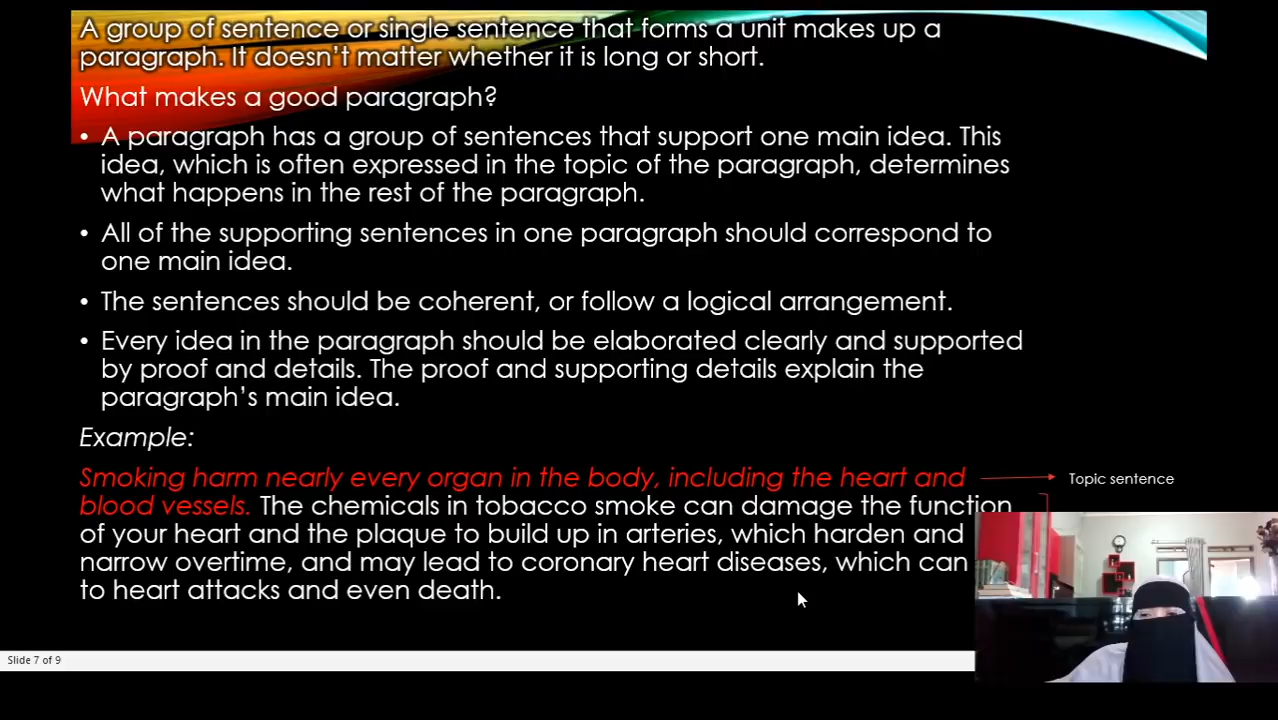 A group of sentence or single sentence that forms a unit makes up a
paragraph. It doesn't matter whether it is long or short.
What makes a good paragraph?
• A paragraph has a group of sentences that support one main idea. This
idea, which is often expressed in the topic of the paragraph, determines
what happens in the rest of the paragraph.
• All of the supporting sentences in one paragraph should correspond to
one main idea.
• The sentences should be coherent, or follow a logical arrangement.
• Every idea in the paragraph should be elaborated clearly and supported
by proof and details. The proof and supporting details explain the
paragraph's main idea.
Example:
Smoking harm nearly every organ in the body, including the heart and
Topic sentence
blood vessels. The chemicals in tobacco smoke can damage the function
of your heart and the plaque to build up in arteries, which harden and
narrow overtime, and may lead to coronary heart diseases, which can
to heart attacks and even death.
Slide 7 of 9